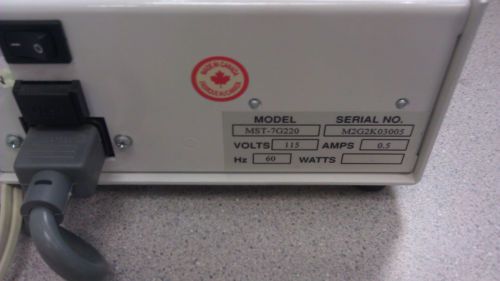 MADE IN CANADA
FABRIQUÉ AU CANADA
MODEL SERIAL NO.
MST-7G220 M2G2K03005
VOLTS 115 AMPS 0.5
Hz 60 WATTS